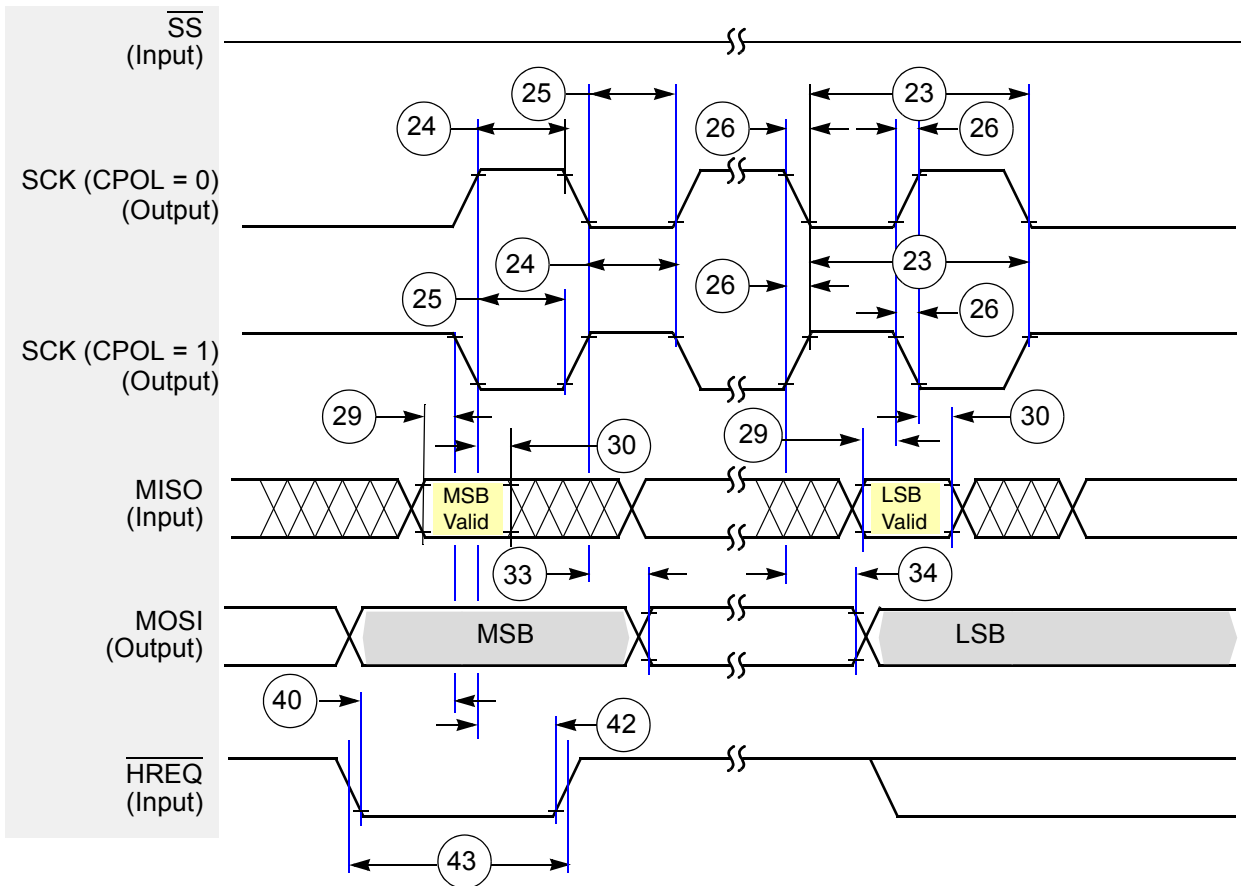 SS
(Input)
25
23
24
26
26
SCK (CPOL = 0)
(Output)
24
23
25
26
26
SCK (CPOL = 1)
(Output)
29
30
29
30
MISO
(Input)
MSB
Valid
LSB
Valid
33
34
MOSI
(Output)
MSB
LSB
40
42
HREQ
(Input)
43